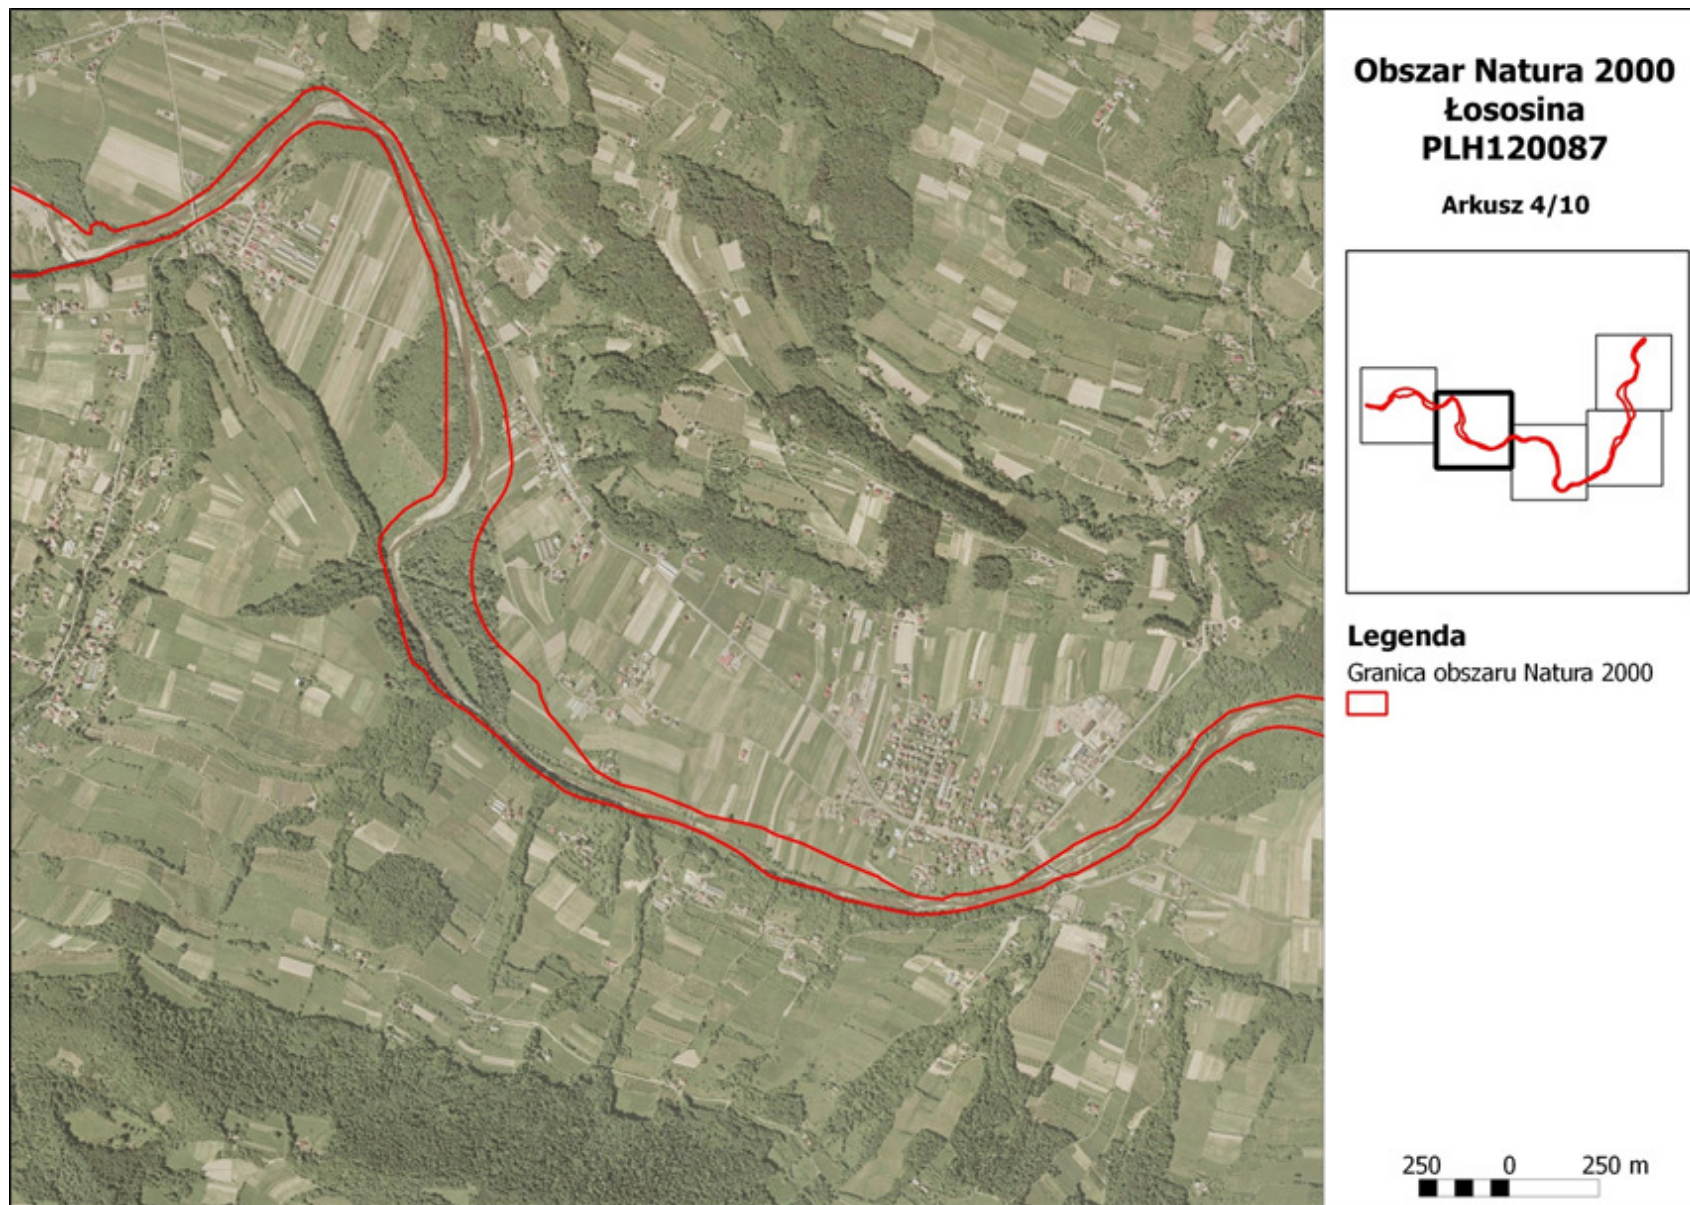 Obszar Natura 2000
Łososina
PLH120087
Arkusz 4/10
Legenda
Granica obszaru Natura 2000
250 0 250 m